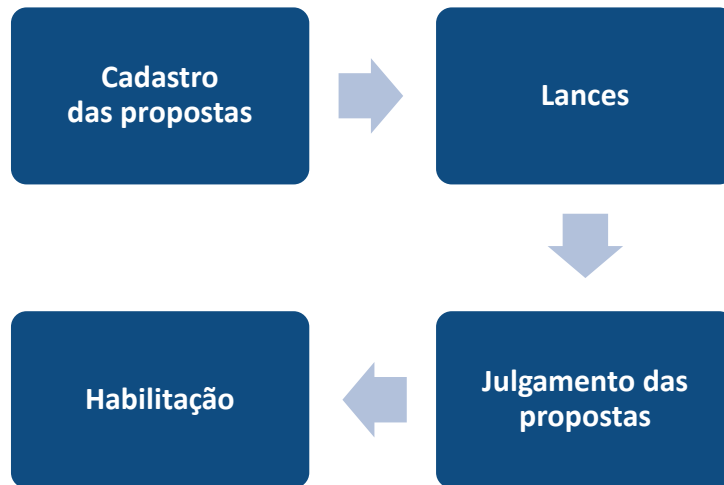 Cadastro
das propostas
Lances
Julgamento das
propostas
Habilitação